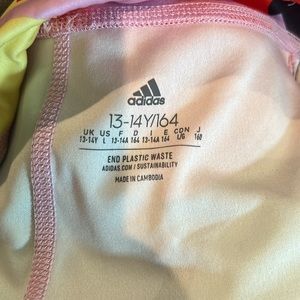 adidas
13-14Y/164
UK US F D I E CON J
13-14Y L 13-14A 164 13-14A 164 L/G 160
END PLASTIC WASTE
ADIDAS.COM / SUSTAINABILITY
MADE IN CAMBODIA